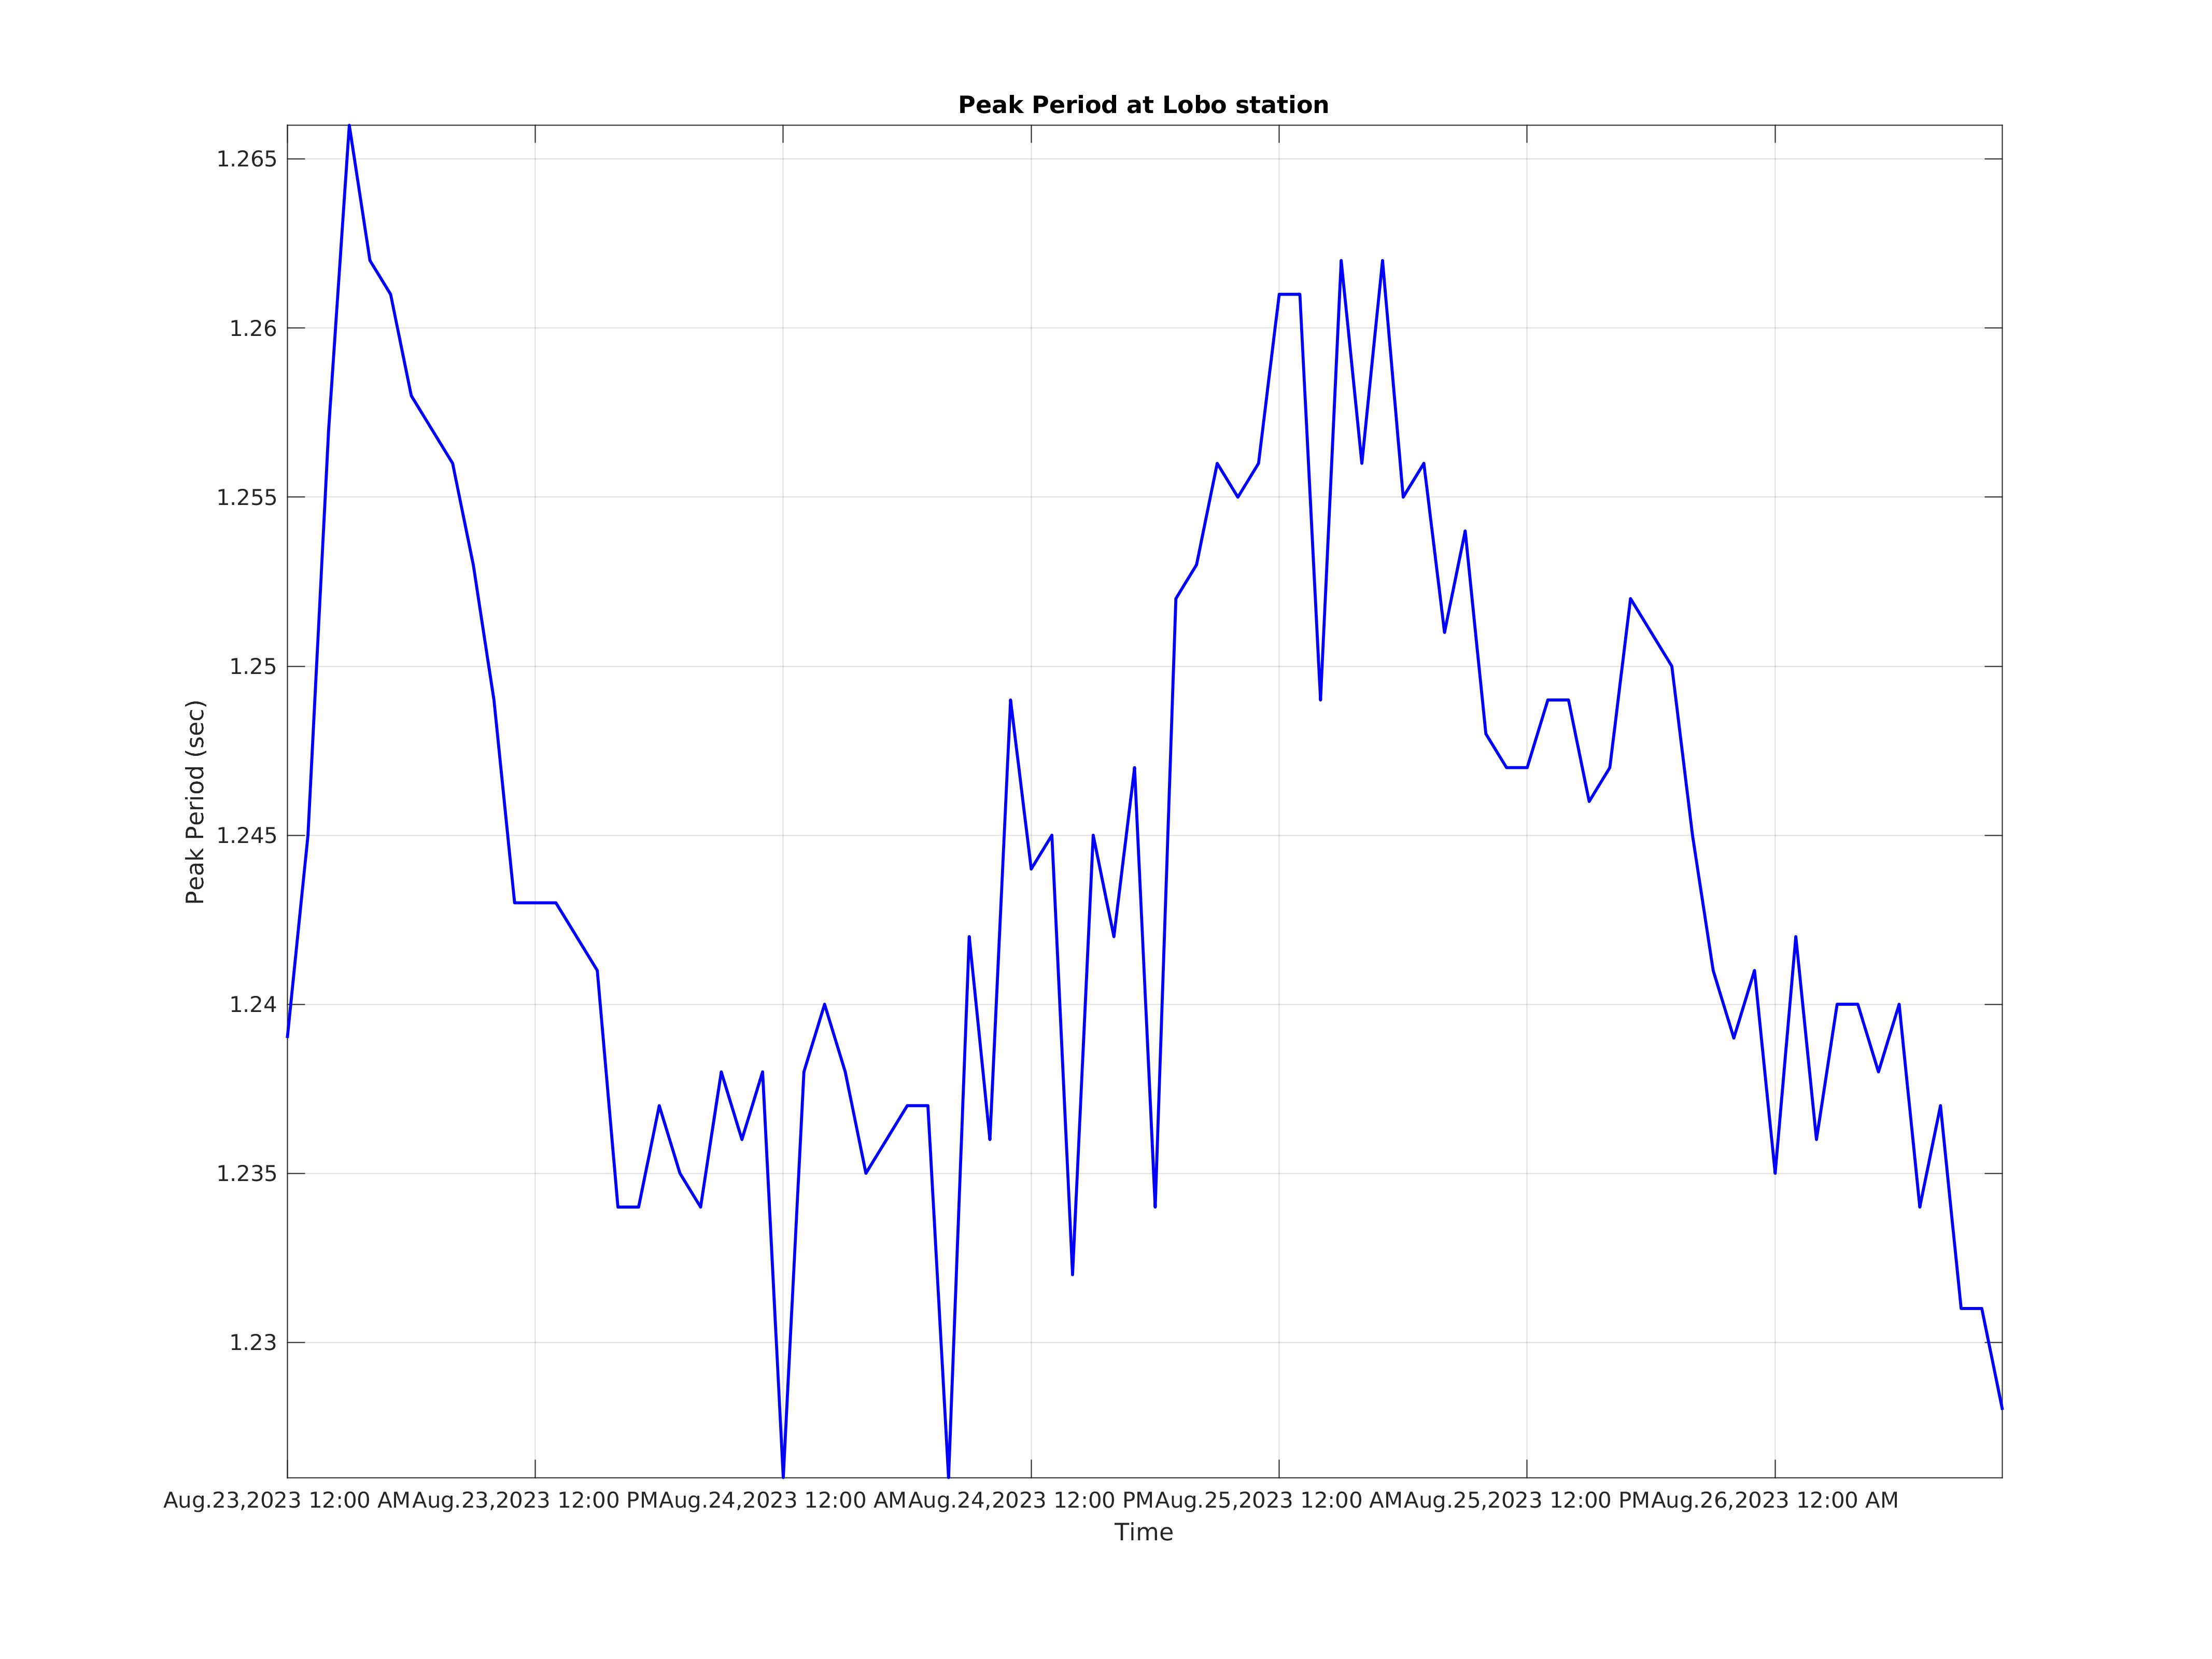 Peak Period at Lobo station
1.265
1.26
1.255
1.25
1.245
1.24
1.235
1.23
Peak Period (sec)
Aug.23,2023 12:00 AM Aug.23,2023 12:00 PM Aug.24,2023 12:00 AM Aug.24,2023 12:00 PM Aug.25,2023 12:00 AM Aug.25,2023 12:00 PM Aug.26,2023 12:00 AM
Time